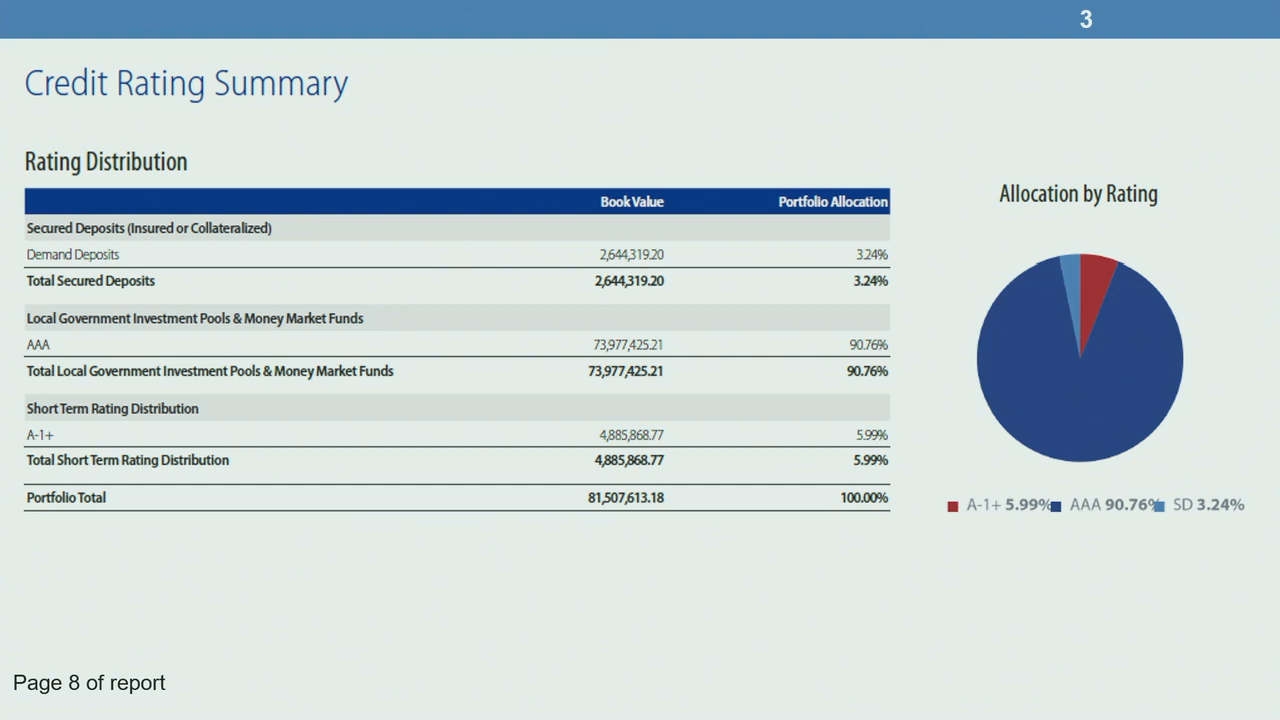 3
Credit Rating Summary
Rating Distribution
Book Value Portfolio Allocation
Secured Deposits (Insured or Collateralized)
Demand Deposits 2,644,319.20 3.24%
Total Secured Deposits 2,644,319.20 3.24%
Local Government Investment Pools & Money Market Funds
AAA 73,977,425.21 90.76%
Total Local Government Investment Pools & Money Market Funds 73,977,425.21 90.76%
Short Term Rating Distribution
A-1+ 4,885,868.77 5.99%
Total Short Term Rating Distribution 4,885,868.77 5.99%
Portfolio Total 81,507,613.18 100.00%
Allocation by Rating
A-1+ 5.99% AAA 90.76% SD 3.24%
Page 8 of report